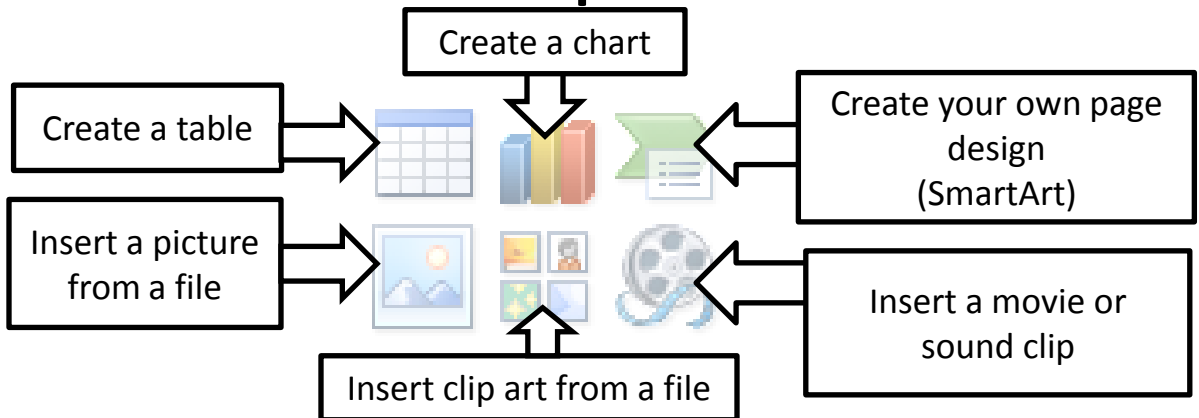 Create a chart
Create a table
Create your own page
design
(SmartArt)
Insert a picture
from a file
Insert a movie or
sound clip
Insert clip art from a file